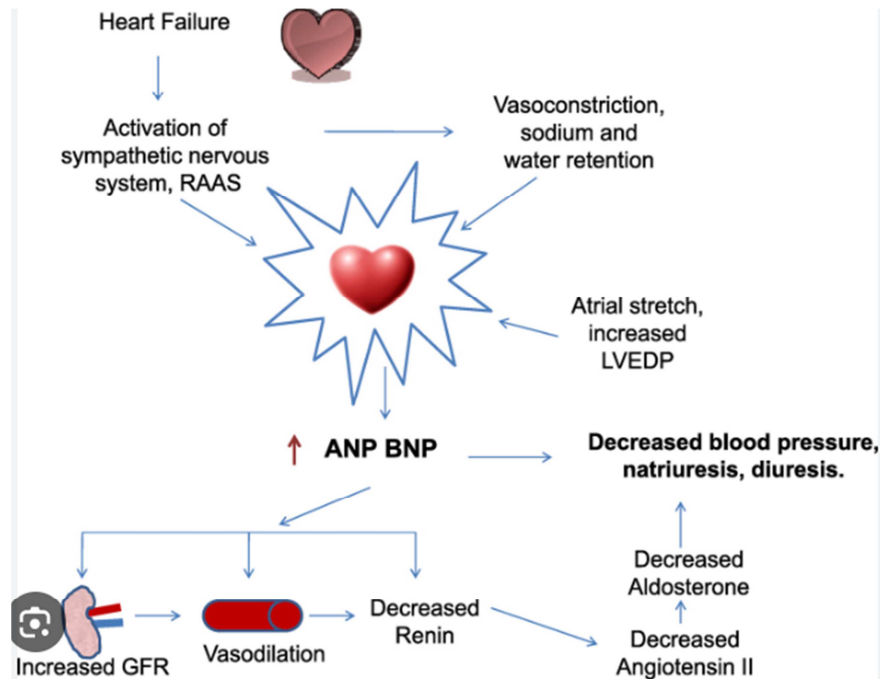 Heart Failure
Activation of
sympathetic nervous
system, RAAS
Vasoconstriction,
sodium and
water retention
Atrial stretch,
increased
LVEDP
ANP BNP
Decreased blood pressure,
natriuresis, diuresis.
Increased GFR
Vasodilation
Decreased
Renin
Decreased
Angiotensin II
Decreased
Aldosterone